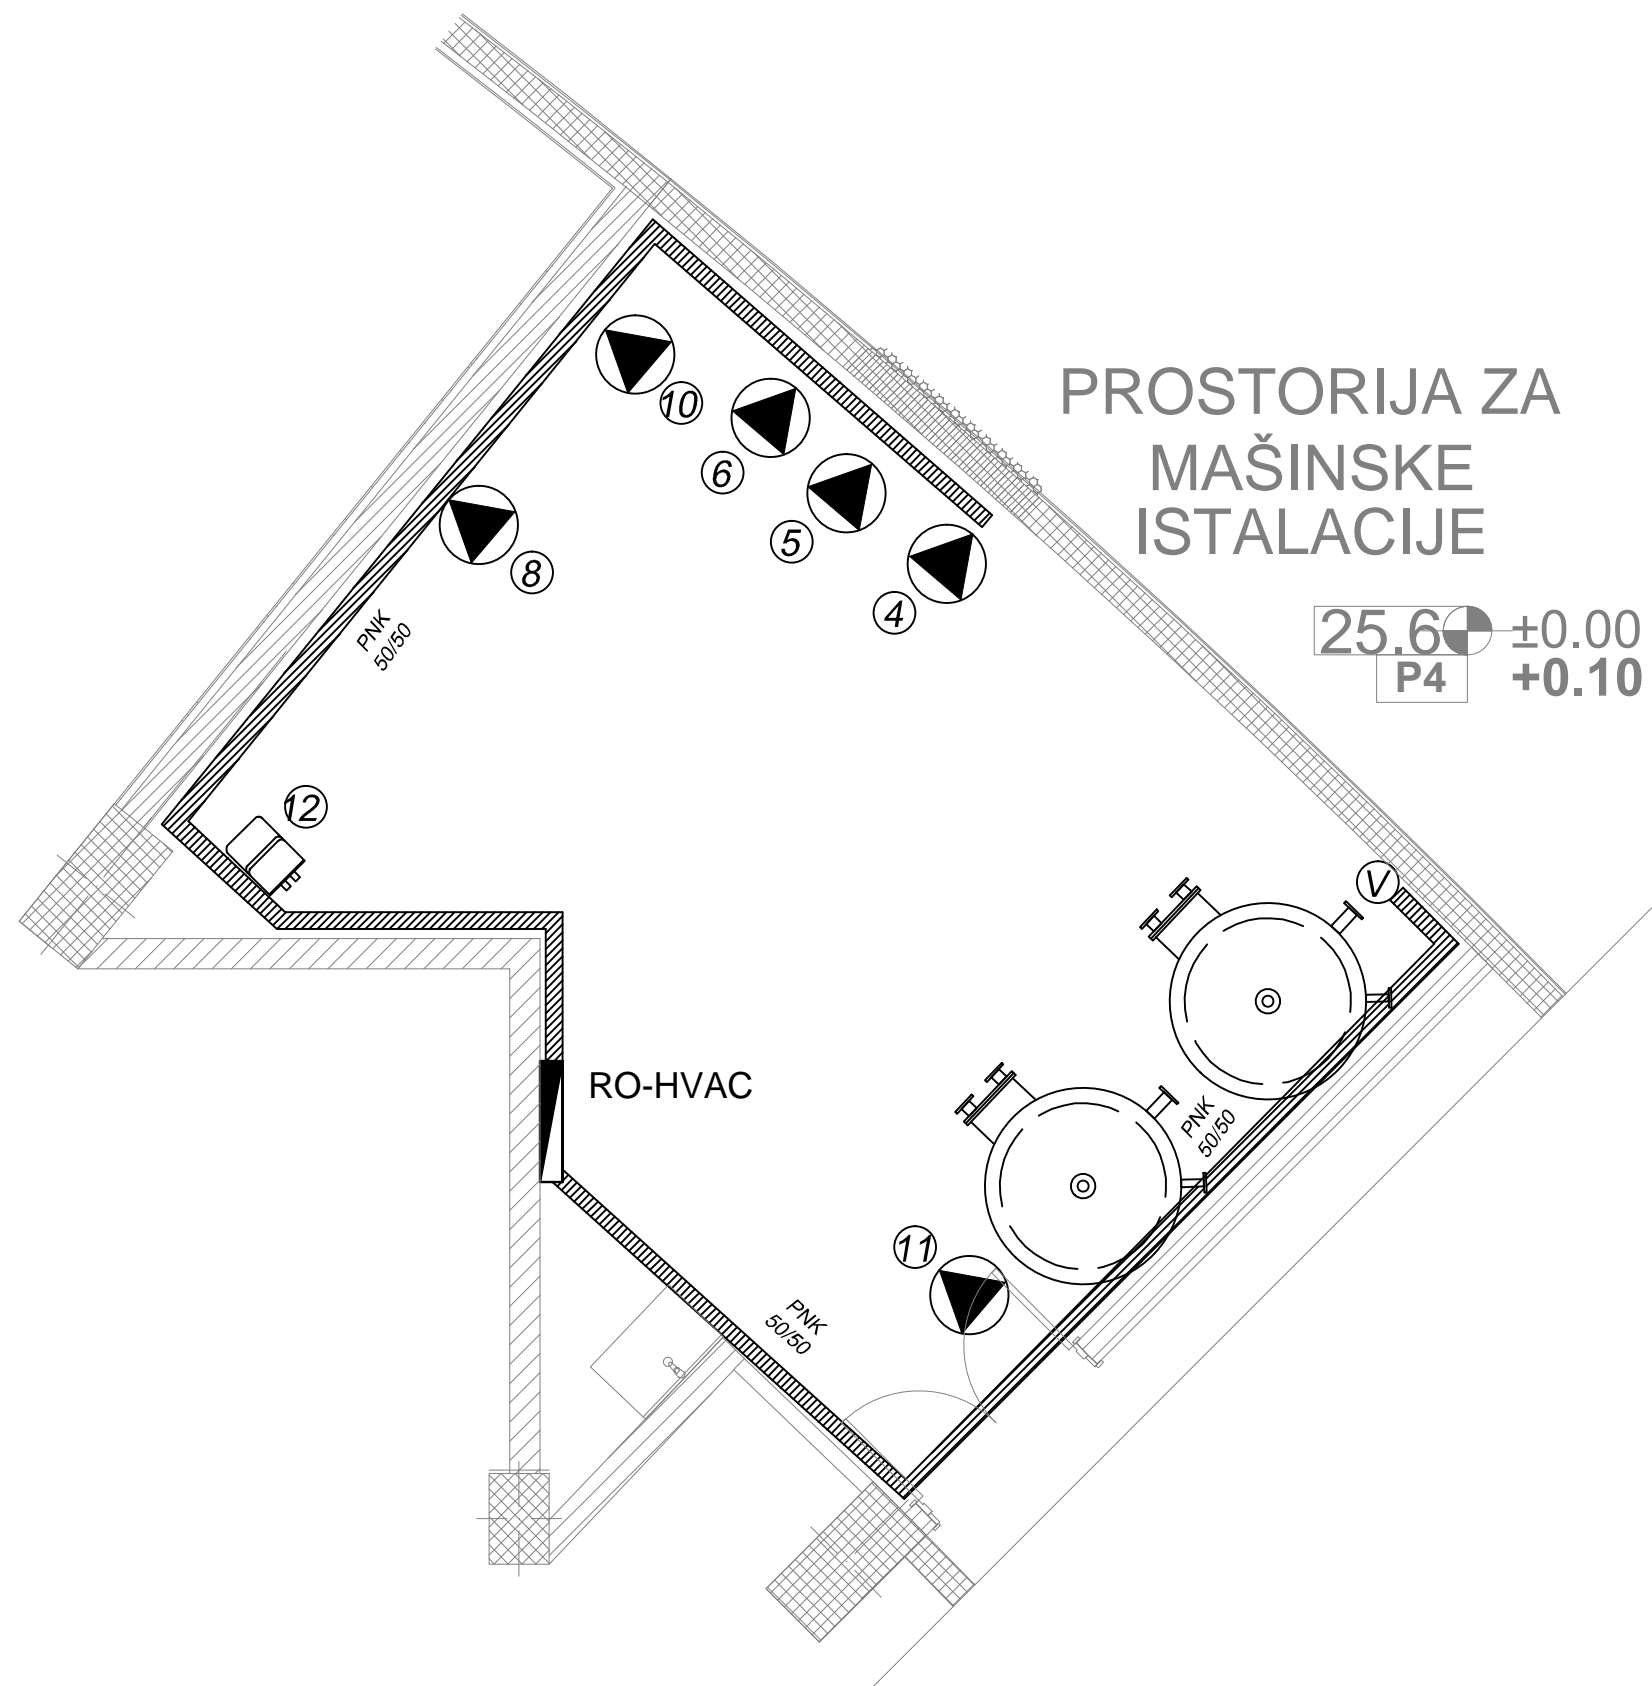 PROSTORIJA ZA
MAŠINSKE
ISTALACIJE
25.6 ±0.00
P4 +0.10
10
6
5
4
8
PNK
50/50
12
V
RO-HVAC
PNK
50/50
11
PNK
50/50